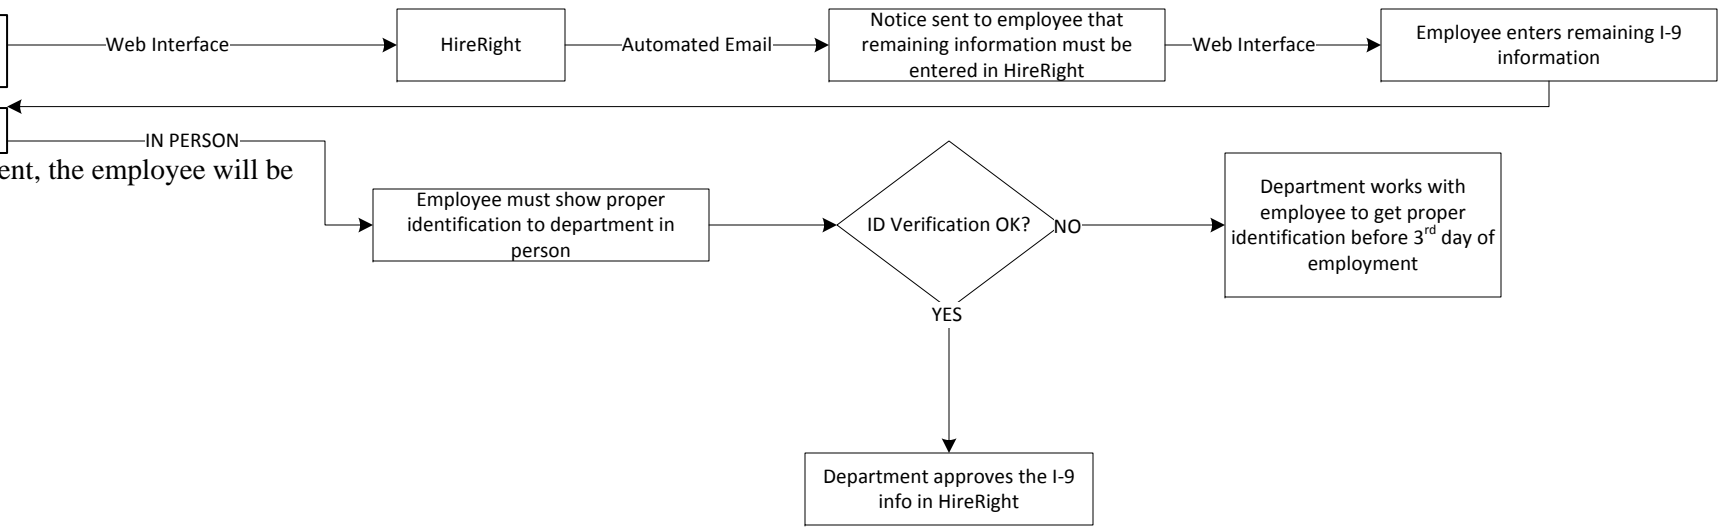 Web Interface
HireRight
Automated Email
Notice sent to employee that
remaining information must be
entered in HireRight
Web Interface
Employee enters remaining I-9
information
IN PERSON
ent, the employee will be
Employee must show proper
identification to department in
person
ID Verification OK?
NO
Department works with
employee to get proper
identification before 3rd day of
employment
YES
Department approves the I-9
info in HireRight